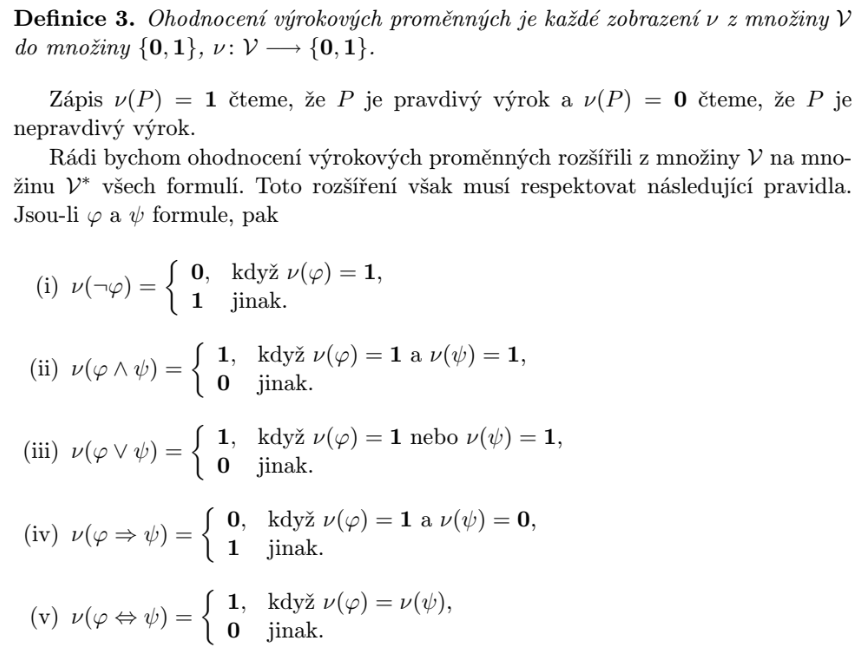 Definice 3. Ohodnocení výrokových proměnných je každé zobrazení ν z množiny 𝒱
do množiny {0, 1}, ν: 𝒱 ⟶ {0, 1}.
Zápis ν(P) = 1 čteme, že P je pravdivý výrok a ν(P) = 0 čteme, že P je
nepravdivý výrok.
Rádi bychom ohodnocení výrokových proměnných rozšířili z množiny 𝒱 na mno-
žinu 𝒱* všech formulí. Toto rozšíření však musí respektovat následující pravidla.
Jsou-li φ a ψ formule, pak
(i) ν(¬φ) = { 0, když ν(φ) = 1,
1 jinak.
(ii) ν(φ ∧ ψ) = { 1, když ν(φ) = 1 a ν(ψ) = 1,
0 jinak.
(iii) ν(φ ∨ ψ) = { 1, když ν(φ) = 1 nebo ν(ψ) = 1,
0 jinak.
(iv) ν(φ ⇒ ψ) = { 0, když ν(φ) = 1 a ν(ψ) = 0,
1 jinak.
(v) ν(φ ⇔ ψ) = { 1, když ν(φ) = ν(ψ),
0 jinak.